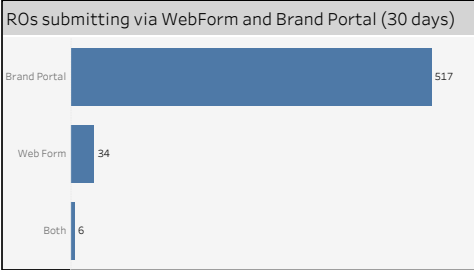 ROs submitting via WebForm and Brand Portal (30 days)
Brand Portal 517
Web Form 34
Both 6